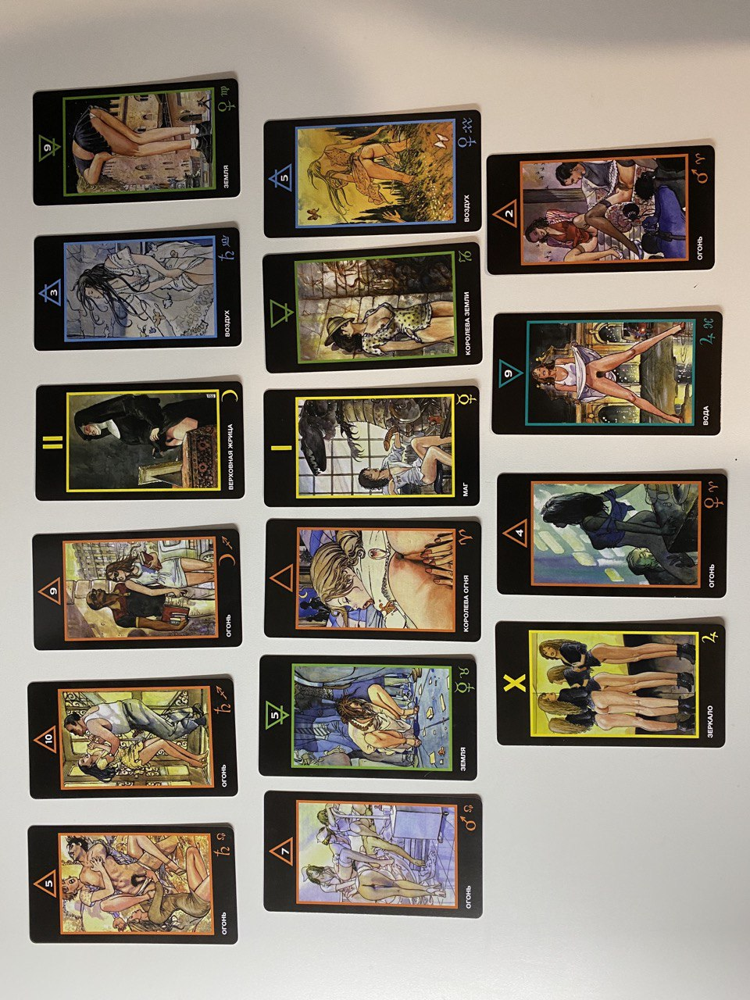 5
ОГОНЬ
10
ОГОНЬ
9
ОГОНЬ
II
ВЕРХОВНАЯ ЖРИЦА
3
ВОЗДУХ
9
ЗЕМЛЯ
7
ОГОНЬ
5
ЗЕМЛЯ
КОРОЛЕВА ОГНЯ
I
МАГ
КОРОЛЕВА ЗЕМЛИ
5
ВОЗДУХ
X
ЗЕРКАЛО
4
ОГОНЬ
9
ВОДА
2
ОГОНЬ